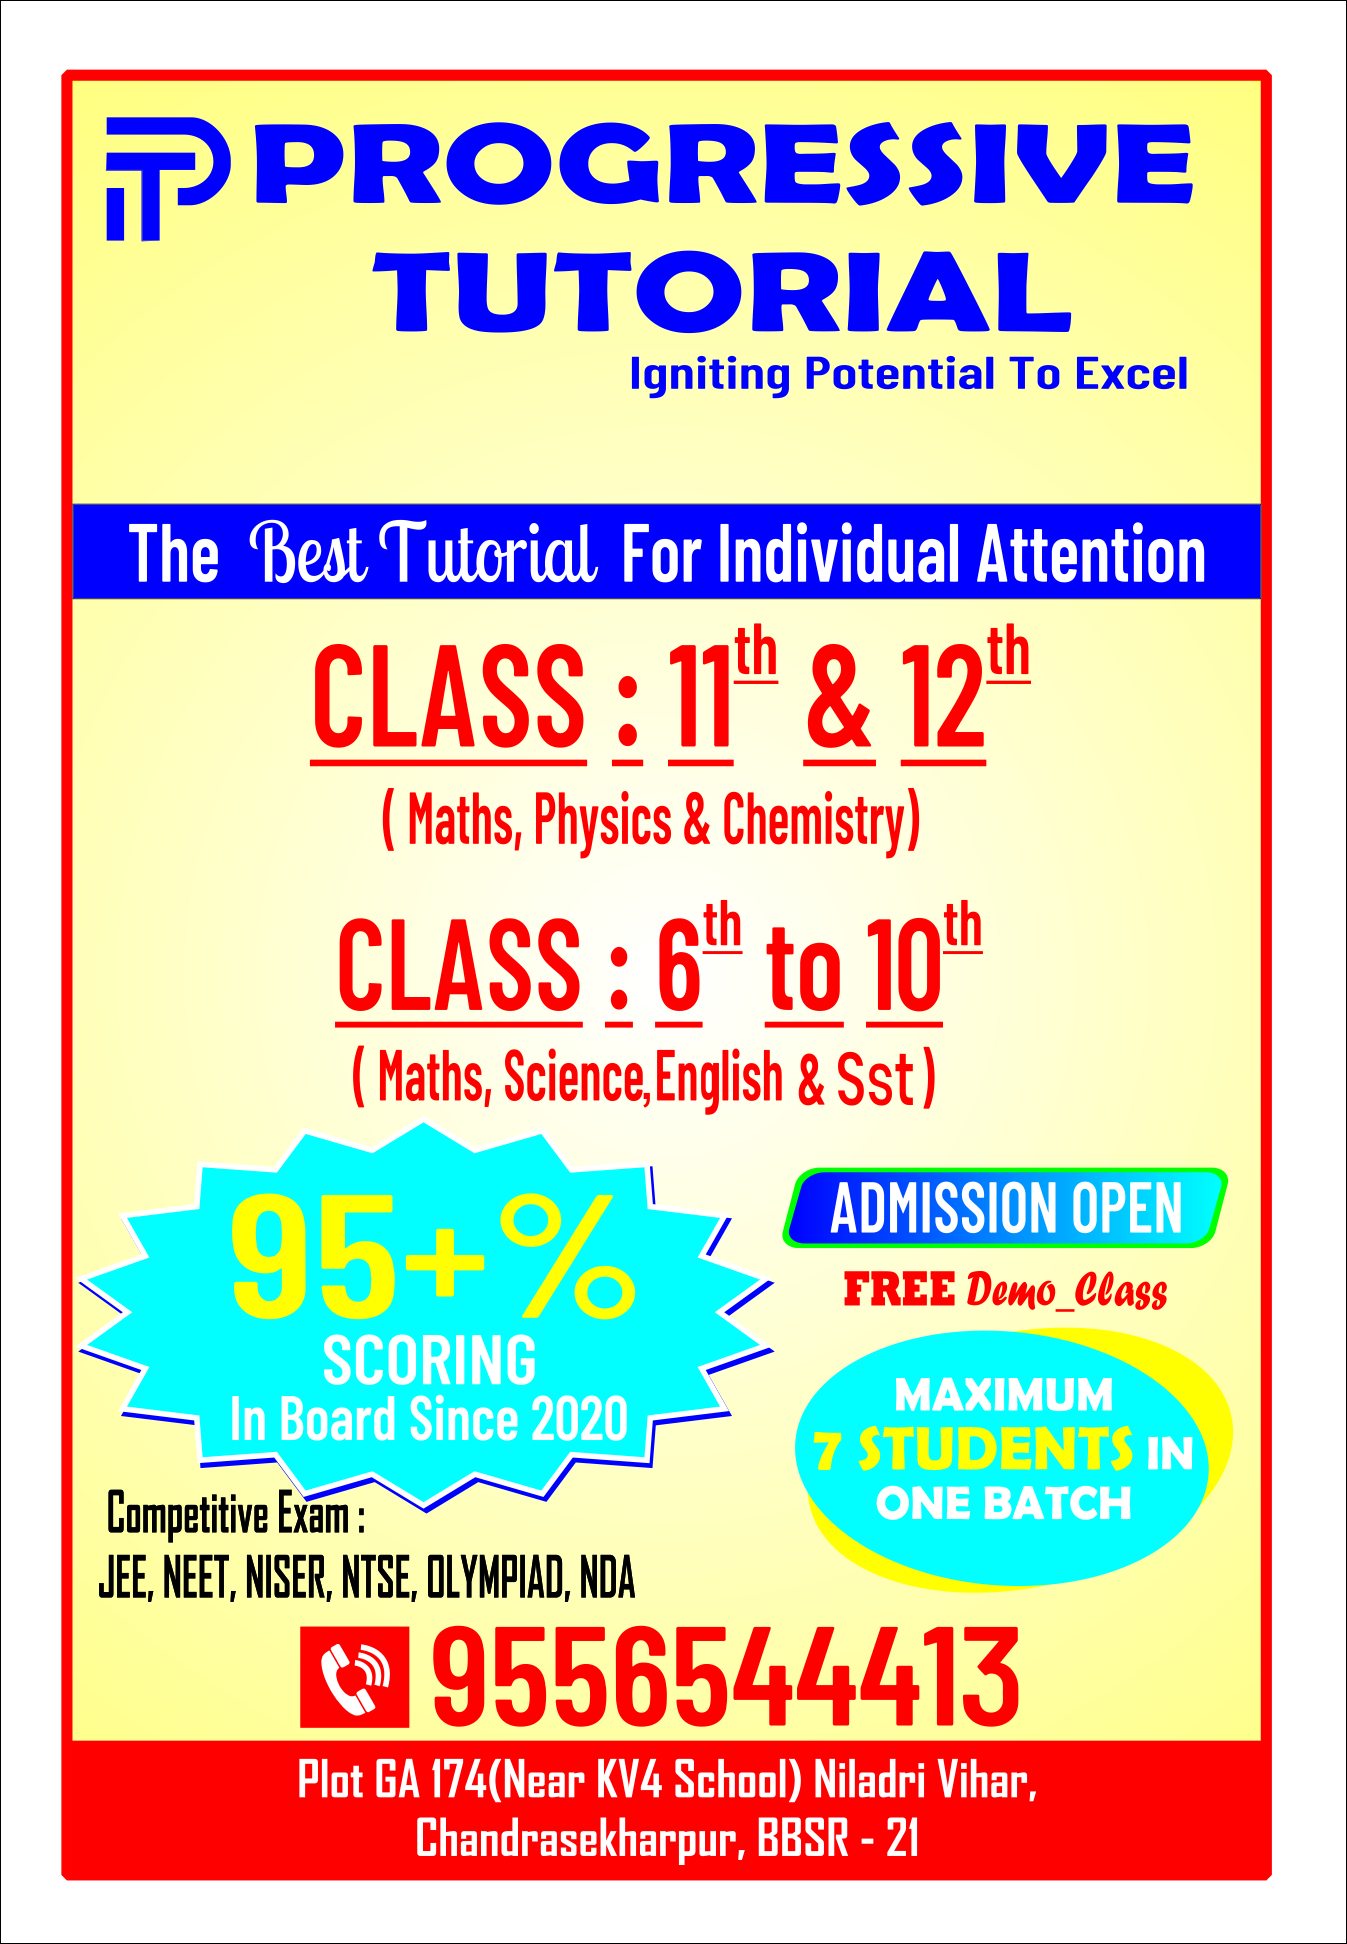 PROGRESSIVE
TUTORIAL
Igniting Potential To Excel
The Best Tutorial For Individual Attention
CLASS : 11th & 12th
( Maths, Physics & Chemistry)
CLASS : 6th to 10th
( Maths, Science,English & Sst )
95+%
SCORING
In Board Since 2020
ADMISSION OPEN
FREE Demo_Class
MAXIMUM
7 STUDENTS IN
ONE BATCH
Competitive Exam :
JEE, NEET, NISER, NTSE, OLYMPIAD, NDA
9556544413
Plot GA 174(Near KV4 School) Niladri Vihar,
Chandrasekharpur, BBSR - 21